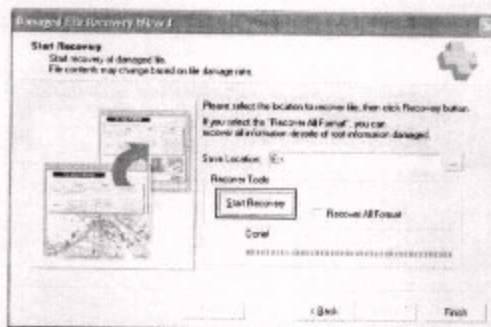 Damaged File Recovery Wizard
Start Recovery
Start recovery of damaged file.
File contents may change based on file damage rate.
Please select the location to recover file, then click Recovery button.
If you select the "Recover All Format", you can
recover all information despite of root information damaged.
Save Location: E:\
...
Recover Tools
Start Recovery
Recover All Format
Done!
< Back
Finish